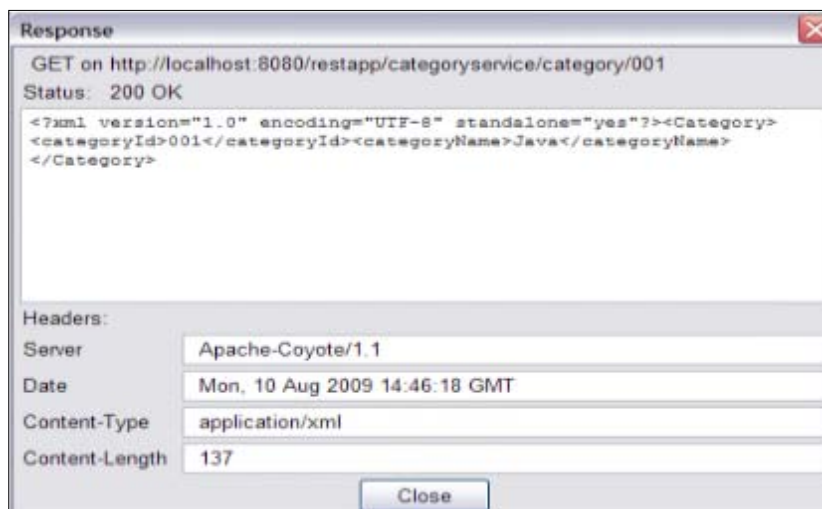 Response
GET on http://localhost:8080/restapp/categoryservice/category/001
Status: 200 OK
<?xml version="1.0" encoding="UTF-8" standalone="yes"?><Category>
<categoryId>001</categoryId><categoryName>Java</categoryName>
</Category>
Headers:
Server Apache-Coyote/1.1
Date Mon, 10 Aug 2009 14:46:18 GMT
Content-Type application/xml
Content-Length 137
Close